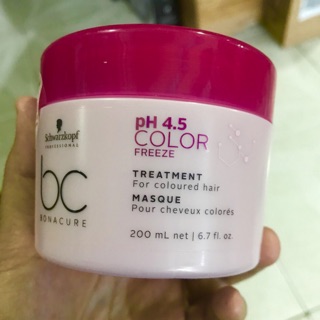 Schwarzkopf
PROFESSIONAL
bc
BONACURE
pH 4.5
COLOR
FREEZE
TREATMENT
For coloured hair
MASQUE
Pour cheveux colorés
200 mL net | 6.7 fl. oz.